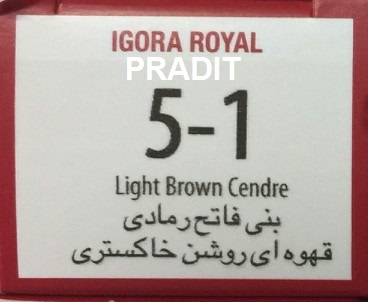 IGORA ROYAL
PRADIT
5-1
Light Brown Cendre
بني فاتح رمادي
قهوه ای روشن خاکستری